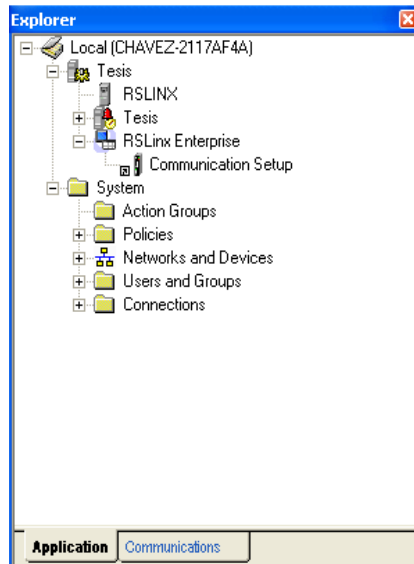 Explorer
Local (CHAVEZ-2117AF4A)
Tesis
RSLINX
Tesis
RSLinx Enterprise
Communication Setup
System
Action Groups
Policies
Networks and Devices
Users and Groups
Connections
Application Communications